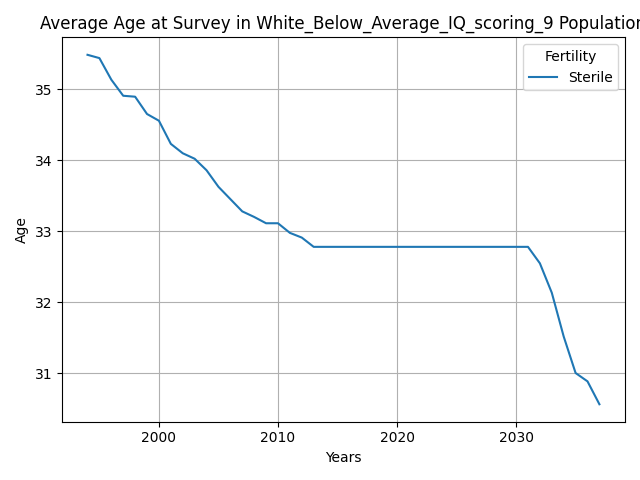 Average Age at Survey in White_Below_Average_IQ_scoring_9 Population
Fertility
Sterile
35
34
33
32
31
Age
2000
2010
2020
2030
Years